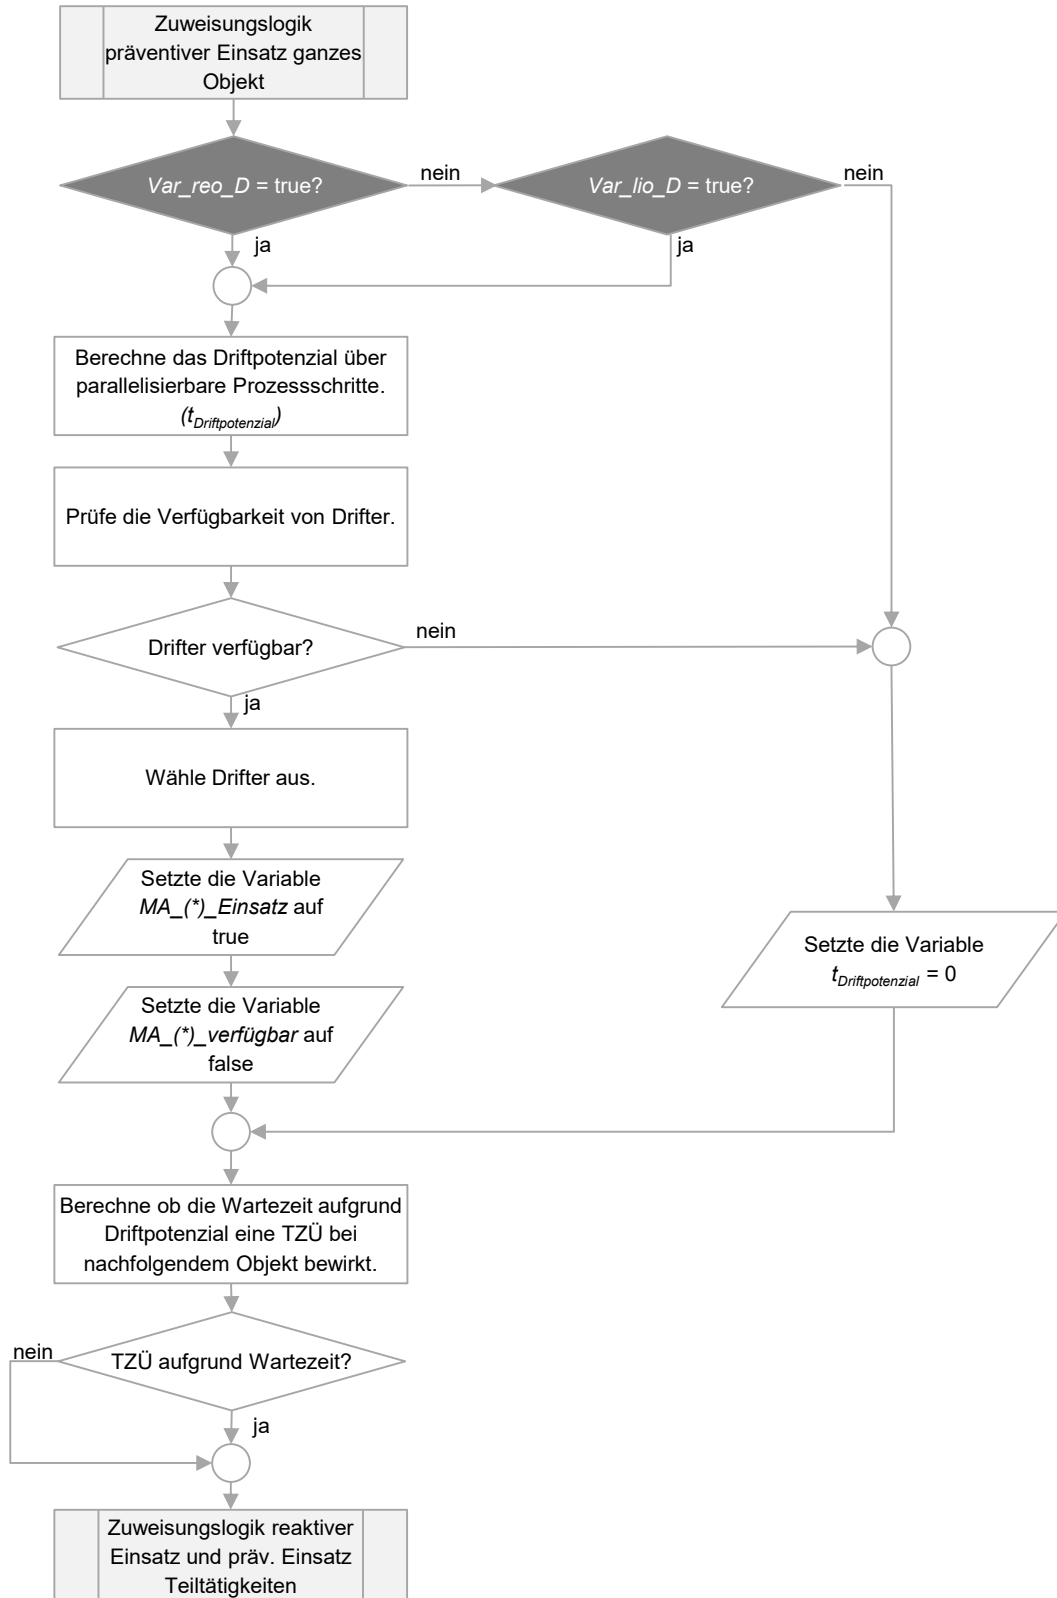 Zuweisungslogik
präventiver Einsatz ganzes
Objekt
Var_reo_D = true?
nein
Var_lio_D = true?
nein
ja
ja
Berechne das Driftpotenzial über
parallelisierbare Prozessschritte.
(tDriftpotenzial)
Prüfe die Verfügbarkeit von Drifter.
Drifter verfügbar?
nein
ja
Wähle Drifter aus.
Setzte die Variable
MA_(*)_Einsatz auf
true
Setzte die Variable
tDriftpotenzial = 0
Setzte die Variable
MA_(*)_verfügbar auf
false
Berechne ob die Wartezeit aufgrund
Driftpotenzial eine TZÜ bei
nachfolgendem Objekt bewirkt.
nein
TZÜ aufgrund Wartezeit?
ja
Zuweisungslogik reaktiver
Einsatz und präv. Einsatz
Teiltätigkeiten